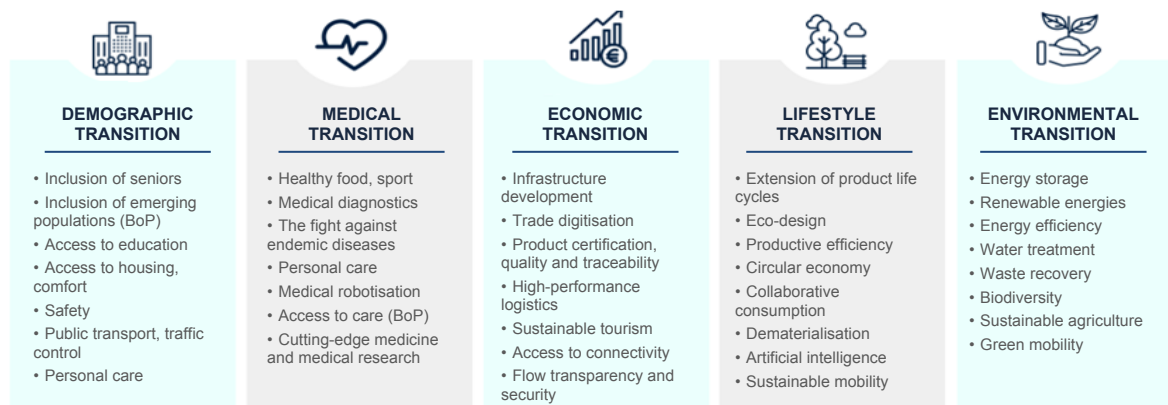 DEMOGRAPHIC
TRANSITION
• Inclusion of seniors
• Inclusion of emerging
populations (BoP)
• Access to education
• Access to housing,
comfort
• Safety
• Public transport, traffic
control
• Personal care
MEDICAL
TRANSITION
• Healthy food, sport
• Medical diagnostics
• The fight against
endemic diseases
• Personal care
• Medical robotisation
• Access to care (BoP)
• Cutting-edge medicine
and medical research
ECONOMIC
TRANSITION
• Infrastructure
development
• Trade digitisation
• Product certification,
quality and traceability
• High-performance
logistics
• Sustainable tourism
• Access to connectivity
• Flow transparency and
security
LIFESTYLE
TRANSITION
• Extension of product life
cycles
• Eco-design
• Productive efficiency
• Circular economy
• Collaborative
consumption
• Dematerialisation
• Artificial intelligence
• Sustainable mobility
ENVIRONMENTAL
TRANSITION
• Energy storage
• Renewable energies
• Energy efficiency
• Water treatment
• Waste recovery
• Biodiversity
• Sustainable agriculture
• Green mobility